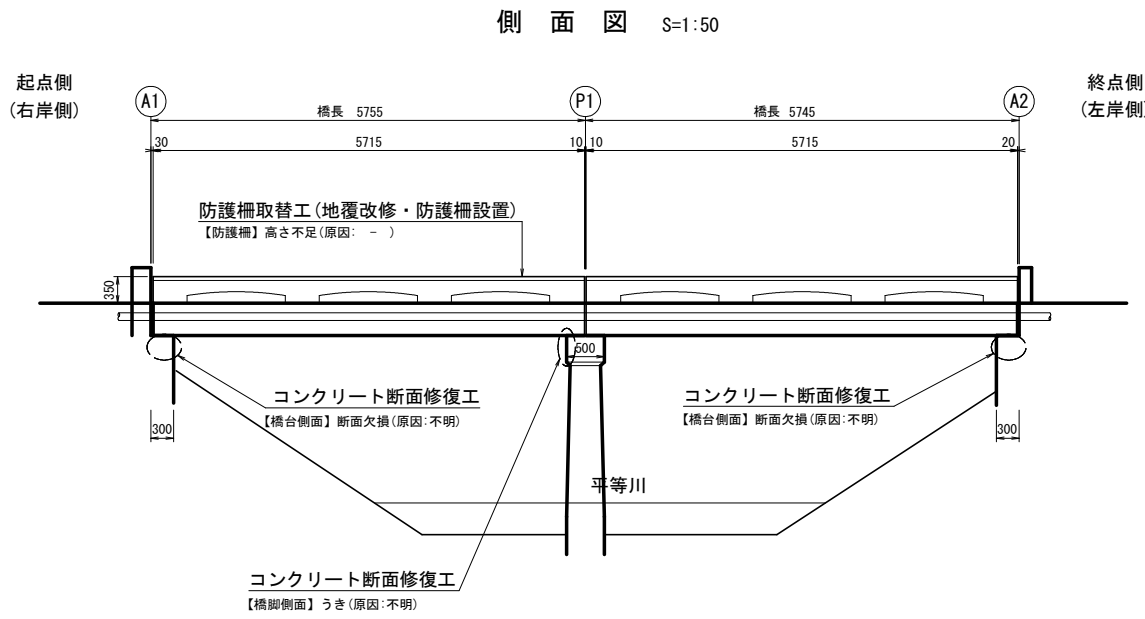 側 面 図 S=1:50
起点側
(右岸側)
A1
P1
A2
終点側
(左岸側)
橋長 5755
橋長 5745
30
5715
10
10
5715
20
防護柵取替工(地覆改修・防護柵設置)
【防護柵】高さ不足(原因: - )
350
500
コンクリート断面修復工
【橋台側面】断面欠損(原因:不明)
コンクリート断面修復工
【橋台側面】断面欠損(原因:不明)
300
300
平等川
コンクリート断面修復工
【橋脚側面】うき(原因:不明)